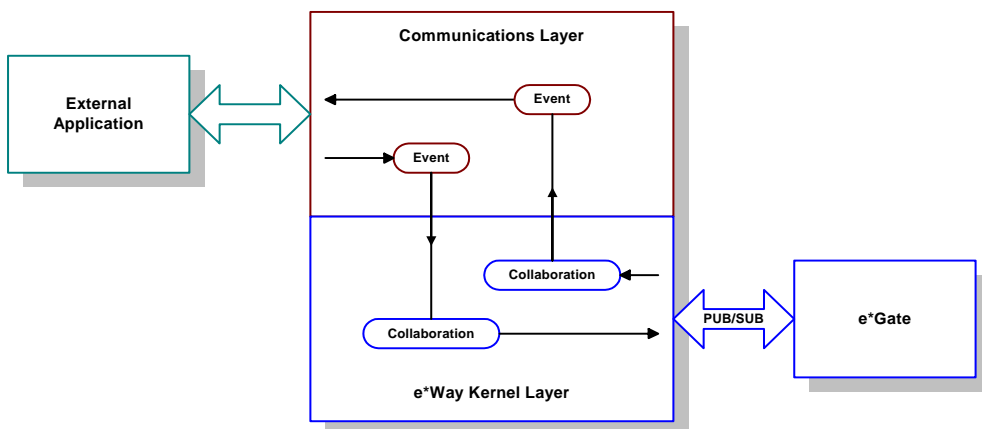 Communications Layer
External
Application
Event
Event
Collaboration
PUB/SUB
e*Gate
Collaboration
e*Way Kernel Layer